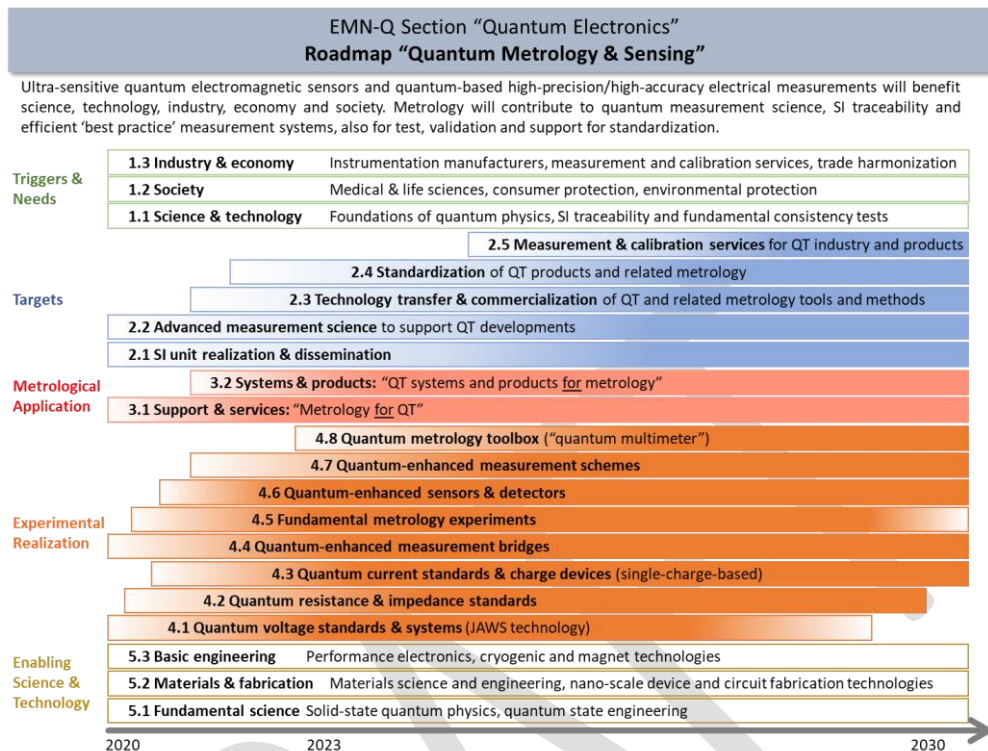 EMN-Q Section “Quantum Electronics”
Roadmap “Quantum Metrology & Sensing”
Ultra-sensitive quantum electromagnetic sensors and quantum-based high-precision/high-accuracy electrical measurements will benefit
science, technology, industry, economy and society. Metrology will contribute to quantum measurement science, SI traceability and
efficient ‘best practice’ measurement systems, also for test, validation and support for standardization.
Triggers &
Needs
1.3 Industry & economy Instrumentation manufacturers, measurement and calibration services, trade harmonization
1.2 Society Medical & life sciences, consumer protection, environmental protection
1.1 Science & technology Foundations of quantum physics, SI traceability and fundamental consistency tests
Targets
2.5 Measurement & calibration services for QT industry and products
2.4 Standardization of QT products and related metrology
2.3 Technology transfer & commercialization of QT and related metrology tools and methods
2.2 Advanced measurement science to support QT developments
2.1 SI unit realization & dissemination
Metrological
Application
3.2 Systems & products: “QT systems and products for metrology”
3.1 Support & services: “Metrology for QT”
Experimental
Realization
4.8 Quantum metrology toolbox (“quantum multimeter”)
4.7 Quantum-enhanced measurement schemes
4.6 Quantum-enhanced sensors & detectors
4.5 Fundamental metrology experiments
4.4 Quantum-enhanced measurement bridges
4.3 Quantum current standards & charge devices (single-charge-based)
4.2 Quantum resistance & impedance standards
4.1 Quantum voltage standards & systems (JAWS technology)
Enabling
Science &
Technology
5.3 Basic engineering Performance electronics, cryogenic and magnet technologies
5.2 Materials & fabrication Materials science and engineering, nano-scale device and circuit fabrication technologies
5.1 Fundamental science Solid-state quantum physics, quantum state engineering
2020 2023 2030